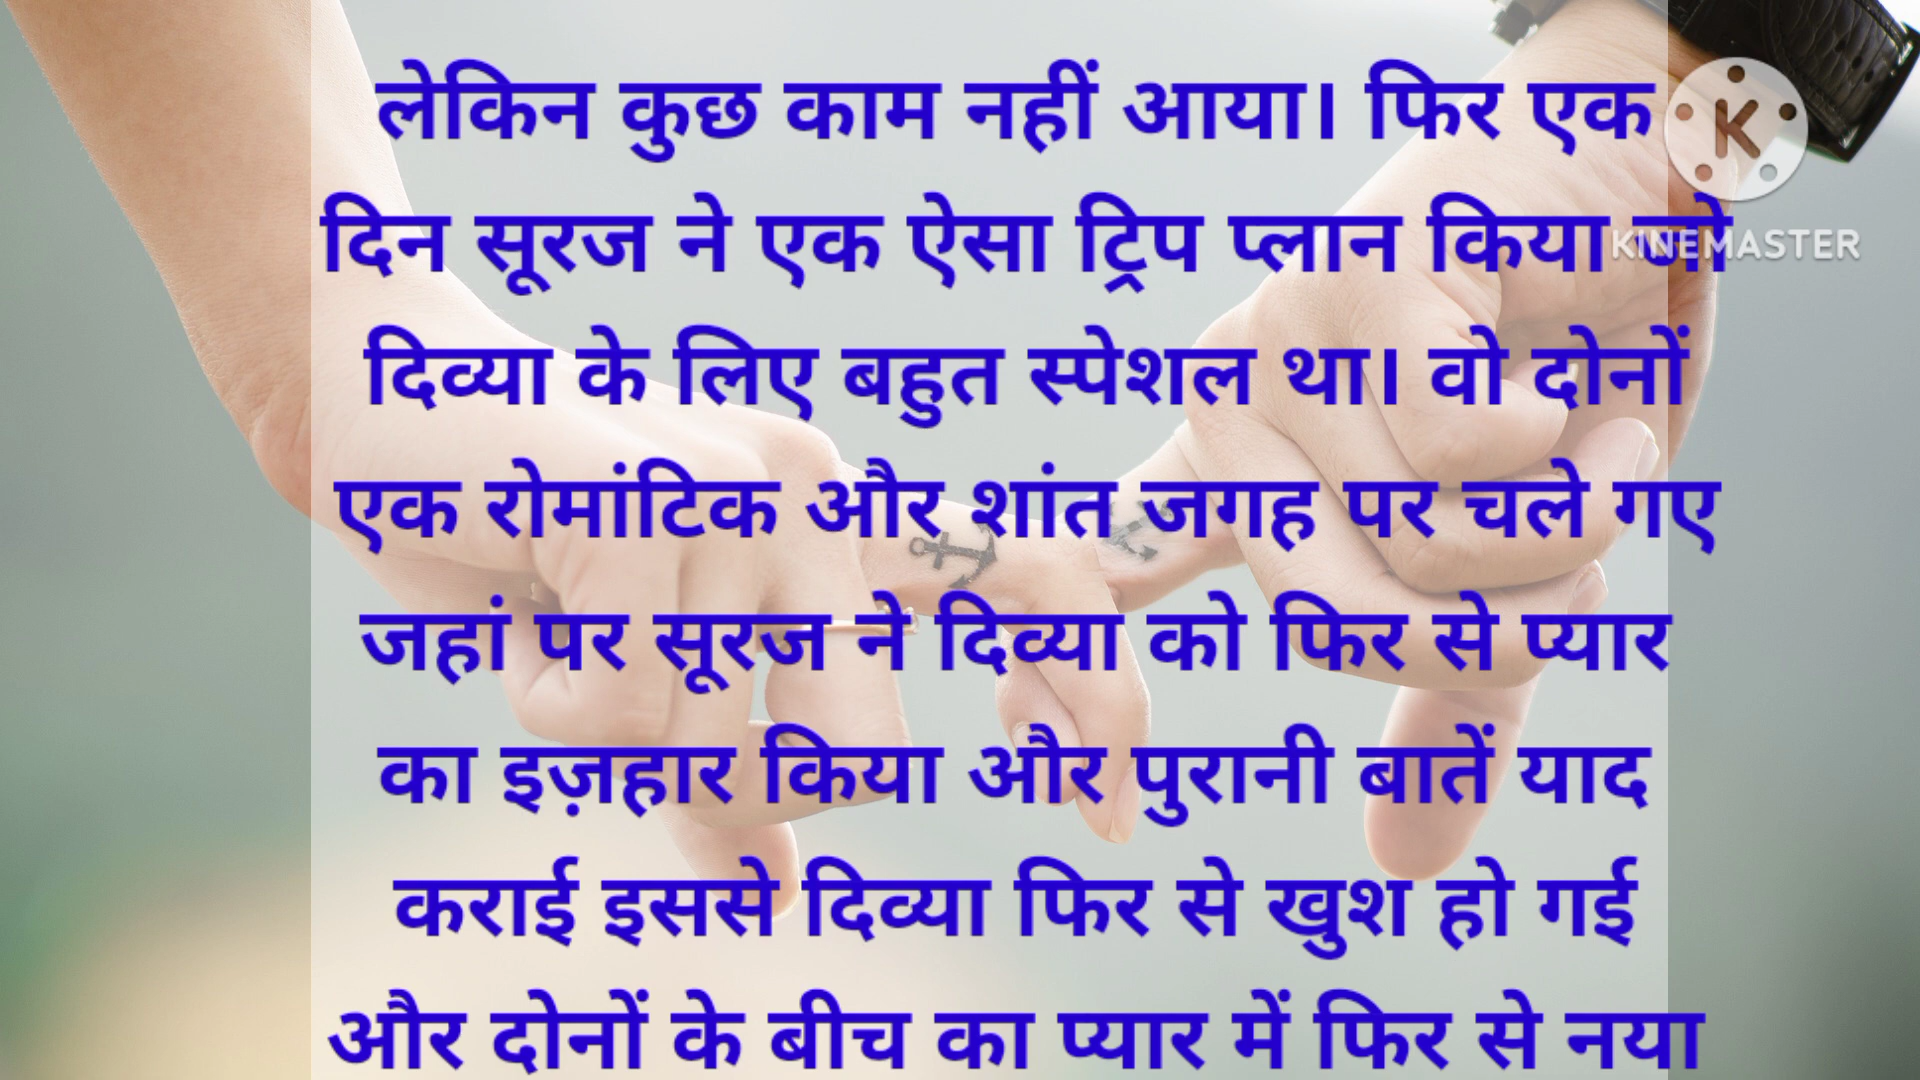 लेकिन कुछ काम नहीं आया। फिर एक
दिन सूरज ने एक ऐसा ट्रिप प्लान किया जो
दिव्या के लिए बहुत स्पेशल था। वो दोनों
एक रोमांटिक और शांत जगह पर चले गए
जहां पर सूरज ने दिव्या को फिर से प्यार
का इज़हार किया और पुरानी बातें याद
कराई इससे दिव्या फिर से खुश हो गई
और दोनों के बीच का प्यार में फिर से नया
K
KINEMASTER